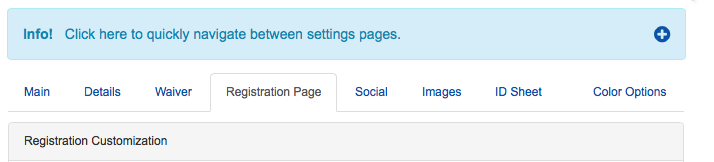 Info! Click here to quickly navigate between settings pages.
Main Details Waiver Registration Page Social Images ID Sheet Color Options
Registration Customization